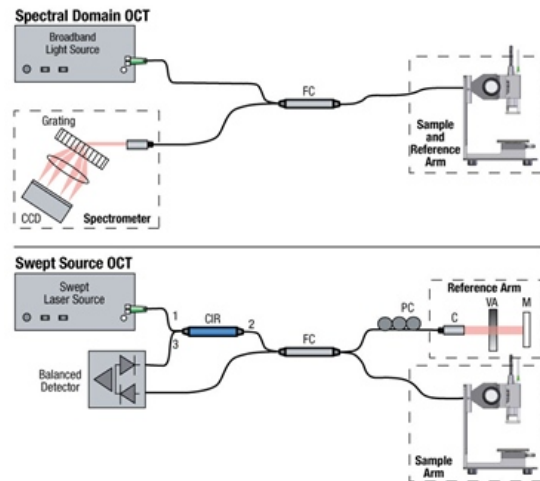 Spectral Domain OCT
Broadband
Light Source
FC
Grating
CCD
Spectrometer
Sample
and
Reference
Arm
Swept Source OCT
Swept
Laser Source
1
CIR
2
3
Balanced
Detector
FC
PC
Reference Arm
C
VA
M
Sample
Arm